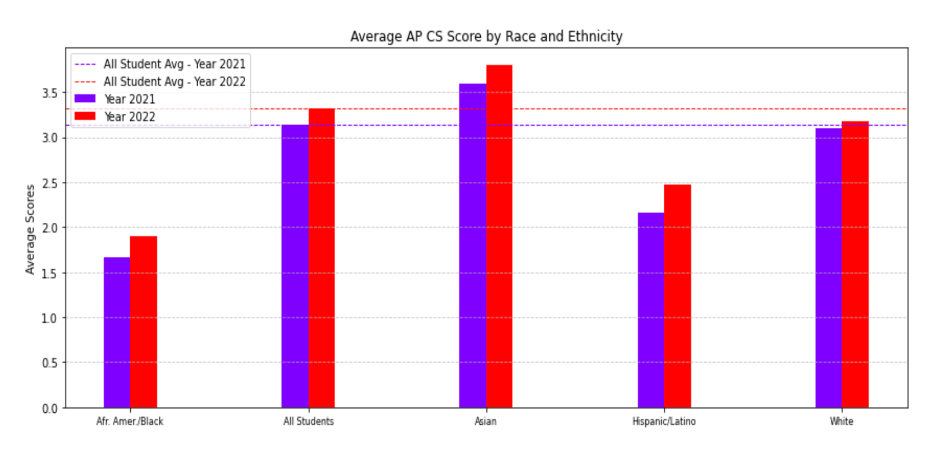 Average AP CS Score by Race and Ethnicity
All Student Avg - Year 2021
All Student Avg - Year 2022
Year 2021
Year 2022
Average Scores
3.5
3.0
2.5
2.0
1.5
1.0
0.5
0.0
Afr. Amer./Black All Students Asian Hispanic/Latino White